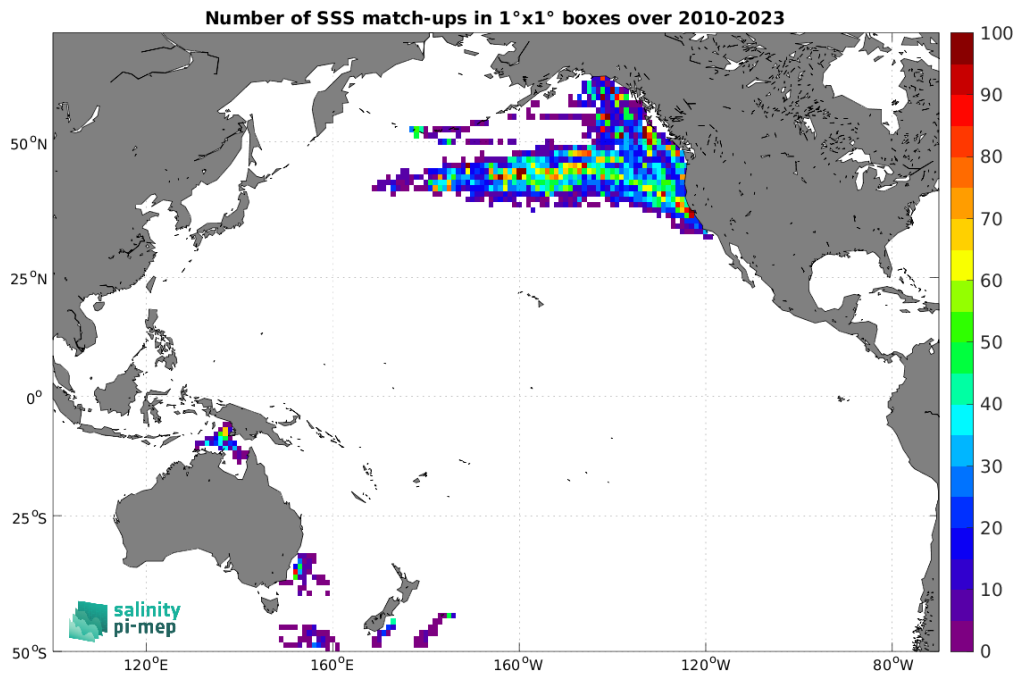 Number of SSS match-ups in 1°x1° boxes over 2010-2023
100
90
80
70
60
50
40
30
20
10
0
50°N
25°N
0°
25°S
50°S
120°E
160°E
160°W
120°W
80°W
salinity
pi-mep